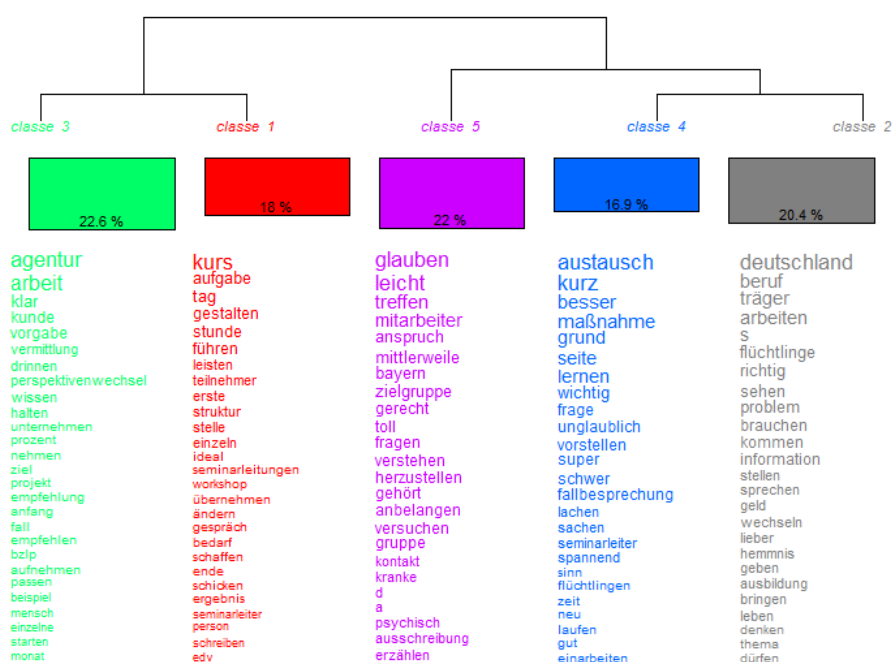 classe 3
classe 1
classe 5
classe 4
classe 2
22.6 %
18 %
22 %
16.9 %
20.4 %
agentur
arbeit
klar
kunde
vorgabe
vermittlung
drinnen
perspektivenwechsel
wissen
halten
unternehmen
prozent
nehmen
ziel
projekt
empfehlung
anfang
fall
empfehlen
bzlp
aufnehmen
passen
beispiel
mensch
einzelne
starten
monat
kurs
aufgabe
tag
gestalten
stunde
führen
leisten
teilnehmer
erste
struktur
stelle
einzeln
ideal
seminarleitungen
workshop
übernehmen
ändern
gespräch
bedarf
schaffen
ende
schicken
ergebnis
seminarleiter
person
schreiben
edv
glauben
leicht
treffen
mitarbeiter
anspruch
mittlerweile
bayern
zielgruppe
gerecht
toll
fragen
verstehen
herzustellen
gehört
anbelangen
versuchen
gruppe
kontakt
kranke
d
a
psychisch
ausschreibung
erzählen
austausch
kurz
besser
maßnahme
grund
seite
lernen
wichtig
frage
unglaublich
vorstellen
super
schwer
fallbesprechung
lachen
sachen
seminarleiter
spannend
sinn
flüchtlingen
zeit
neu
laufen
gut
einarbeiten
deutschland
beruf
träger
arbeiten
s
flüchtlinge
richtig
sehen
problem
brauchen
kommen
information
stellen
sprechen
geld
wechseln
lieber
hemmnis
geben
ausbildung
bringen
leben
denken
thema
dürfen